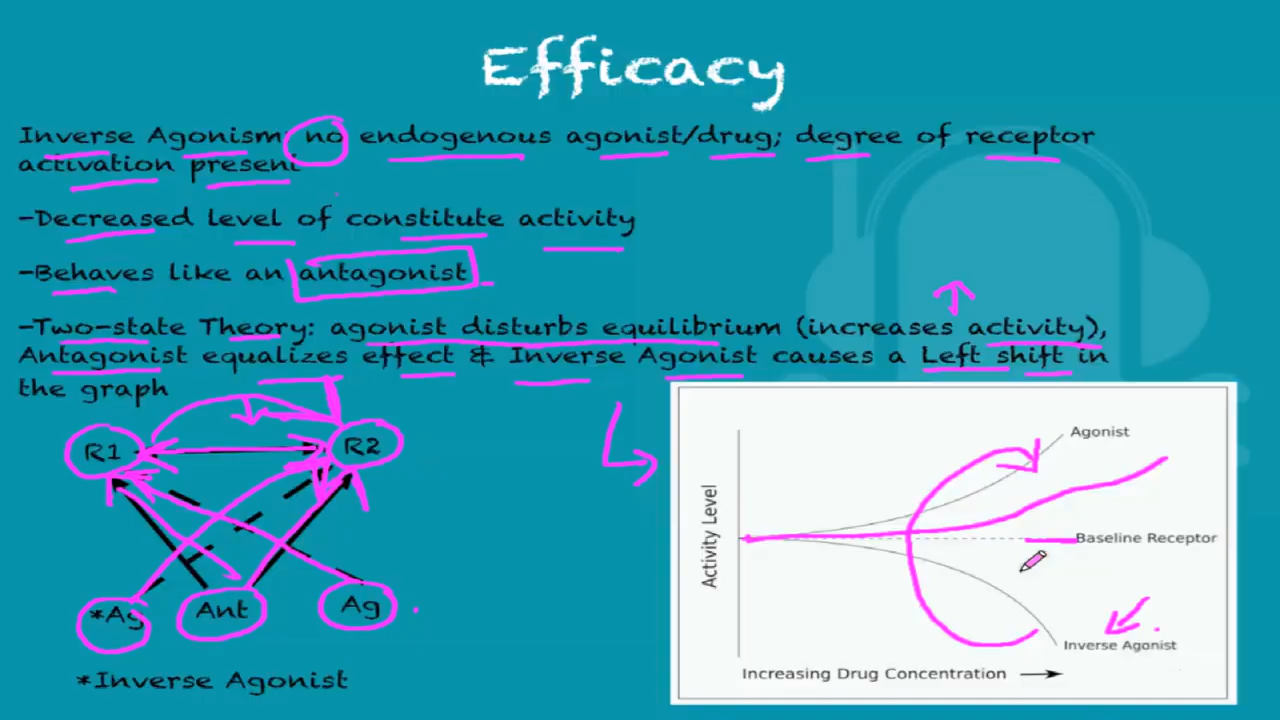 Efficacy
Inverse Agonism: no endogenous agonist/drug; degree of receptor
activation present
-Decreased level of constitute activity
-Behaves like an antagonist.
-Two-state Theory: agonist disturbs equilibrium (increases activity),
Antagonist equalizes effect & Inverse Agonist causes a Left shift in
the graph
R1
R2
*Ag
Ant
Ag
*Inverse Agonist
Agonist
Activity Level
Baseline Receptor
Inverse Agonist
Increasing Drug Concentration